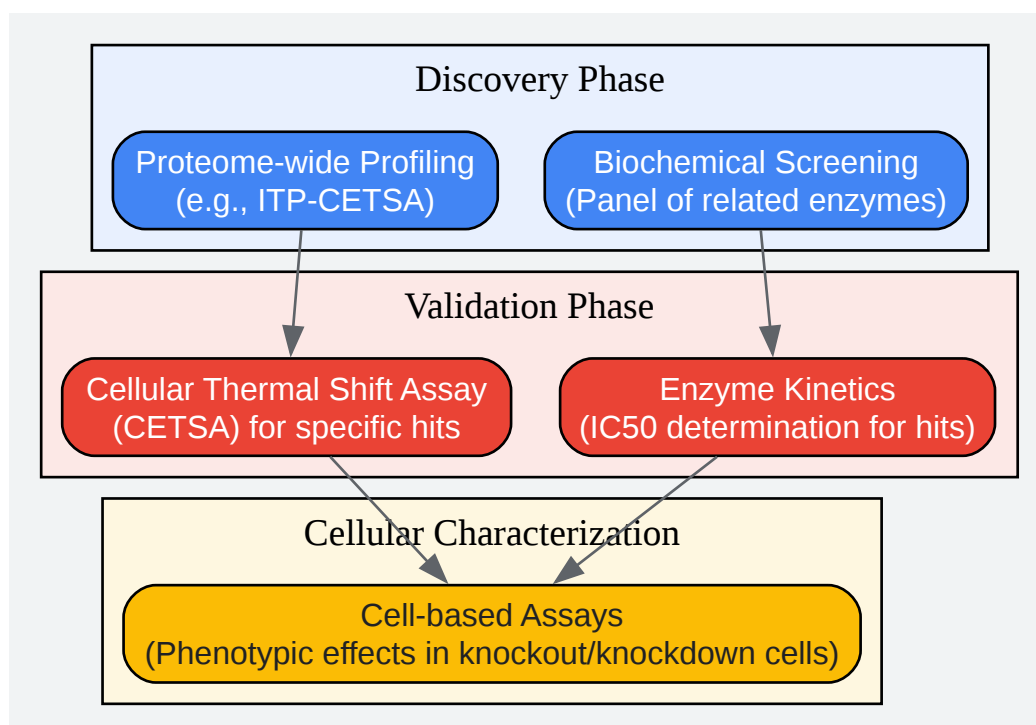 Discovery Phase
Proteome-wide Profiling
(e.g., ITP-CETSA)
Biochemical Screening
(Panel of related enzymes)
Validation Phase
Cellular Thermal Shift Assay
(CETSA) for specific hits
Enzyme Kinetics
(IC50 determination for hits)
Cellular Characterization
Cell-based Assays
(Phenotypic effects in knockout/knockdown cells)